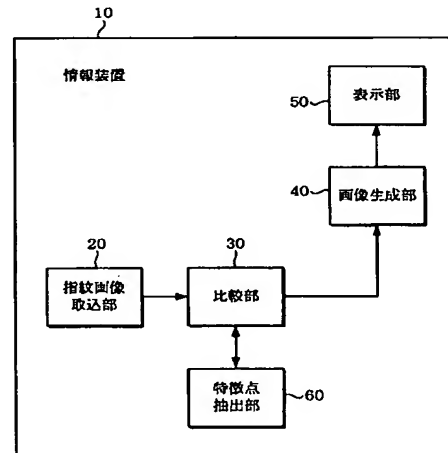 10
情報装置
50
表示部
40
画像生成部
20
指紋画像
取込部
30
比較部
特徴点
抽出部
60